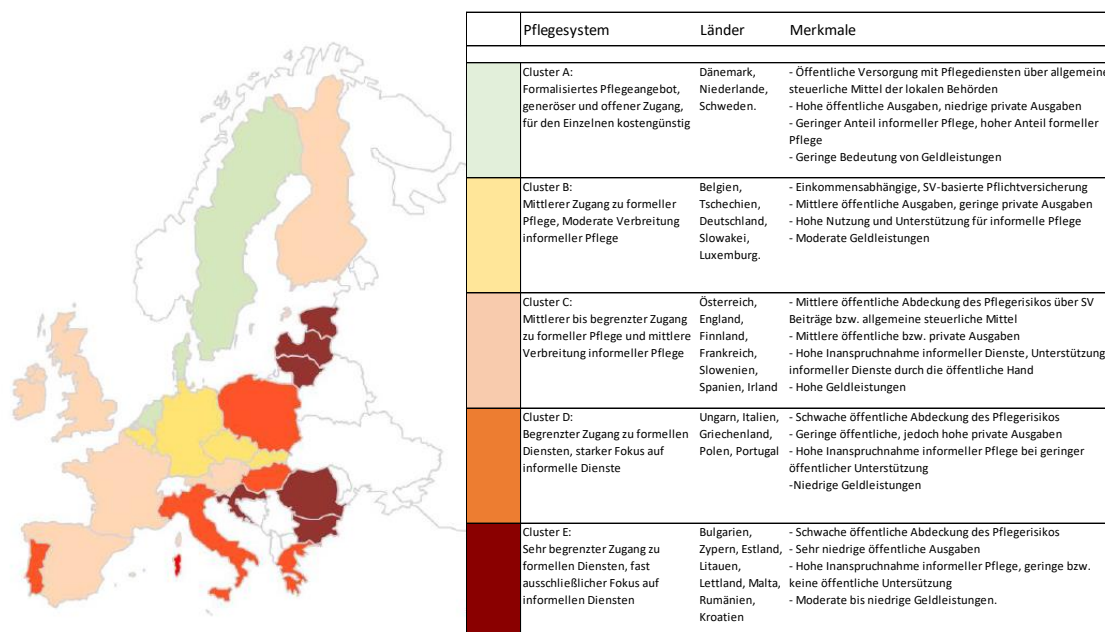 Pflegesystem Länder Merkmale
Cluster A:
Formalisiertes Pflegeangebot,
generöser und offener Zugang,
für den Einzelnen kostengünstig
Dänemark,
Niederlande,
Schweden.
- Öffentliche Versorgung mit Pflegediensten über allgemeine
steuerliche Mittel der lokalen Behörden
- Hohe öffentliche Ausgaben, niedrige private Ausgaben
- Geringer Anteil informeller Pflege, hoher Anteil formeller
Pflege
- Geringe Bedeutung von Geldleistungen
Cluster B:
Mittlerer Zugang zu formeller
Pflege, Moderate Verbreitung
informeller Pflege
Belgien,
Tschechien,
Deutschland,
Slowakei,
Luxemburg.
- Einkommensabhängige, SV-basierte Pflichtversicherung
- Mittlere öffentliche Ausgaben, geringe private Ausgaben
- Hohe Nutzung und Unterstützung für informelle Pflege
- Moderate Geldleistungen
Cluster C:
Mittlerer bis begrenzter Zugang
zu formeller Pflege und mittlere
Verbreitung informeller Pflege
Österreich,
England,
Finnland,
Frankreich,
Slowenien,
Spanien, Irland
- Mittlere öffentliche Abdeckung des Pflegerisikos über SV
Beiträge bzw. allgemeine steuerliche Mittel
- Mittlere öffentliche bzw. private Ausgaben
- Hohe Inanspruchnahme informeller Dienste, Unterstützung
informeller Dienste durch die öffentliche Hand
- Hohe Geldleistungen
Cluster D:
Begrenzter Zugang zu formellen
Diensten, starker Fokus auf
informelle Dienste
Ungarn, Italien,
Griechenland,
Polen, Portugal
- Schwache öffentliche Abdeckung des Pflegerisikos
- Geringe öffentliche, jedoch hohe private Ausgaben
- Hohe Inanspruchnahme informeller Pflege bei geringer
öffentlicher Unterstützung
-Niedrige Geldleistungen
Cluster E:
Sehr begrenzter Zugang zu
formellen Diensten, fast
ausschließlicher Fokus auf
informellen Diensten
Bulgarien,
Zypern, Estland,
Litauen,
Lettland, Malta,
Rumänien,
Kroatien
- Schwache öffentliche Abdeckung des Pflegerisikos
- Sehr niedrige öffentliche Ausgaben
- Hohe Inanspruchnahme informeller Pflege, geringe bzw.
keine öffentliche Unterstützung
- Moderate bis niedrige Geldleistungen.